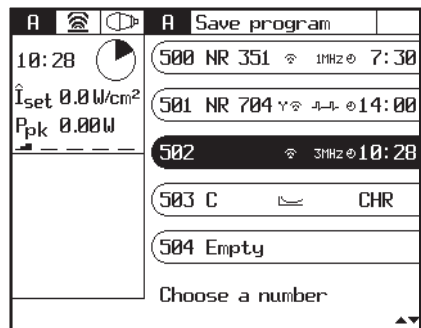 A
A Save program
10:28
Îset 0.0W/cm²
Ppk 0.00W
500 NR 351 1MHz 7:30
501 NR 704 14:00
502 3MHz 10:28
503 C CHR
504 Empty
Choose a number